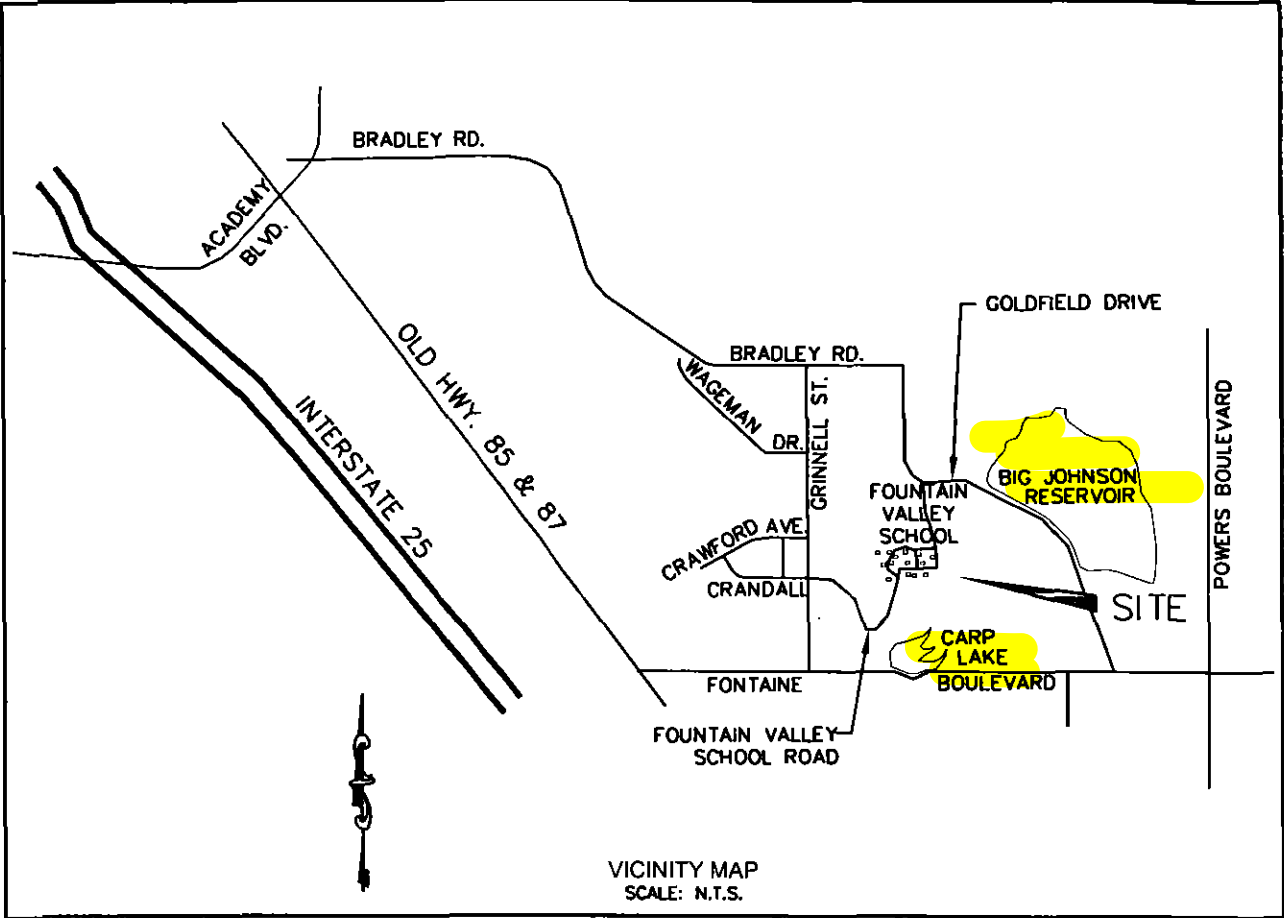 BRADLEY RD.
ACADEMY
BLVD.
OLD HWY. 85 & 87
INTERSTATE 25
GOLDFIELD DRIVE
BRADLEY RD.
WAGEMAN
DR.
GRINNELL ST.
POWERS BOULEVARD
BIG JOHNSON
RESERVOIR
FOUNTAIN
VALLEY
SCHOOL
CRAWFORD AVE.
CRANDALL
SITE
CARP
LAKE
FONTAINE
BOULEVARD
FOUNTAIN VALLEY
SCHOOL ROAD
VICINITY MAP
SCALE: N.T.S.